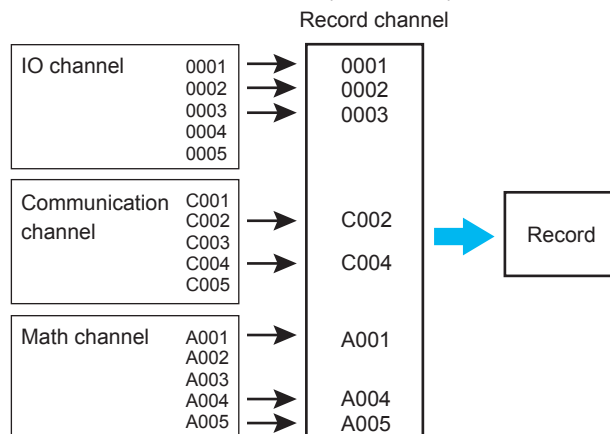 Record channel
IO channel
0001
0002
0003
0004
0005
0001
0002
0003
Communication
channel
C001
C002
C003
C004
C005
C002
C004
Record
Math channel
A001
A002
A003
A004
A005
A001
A004
A005